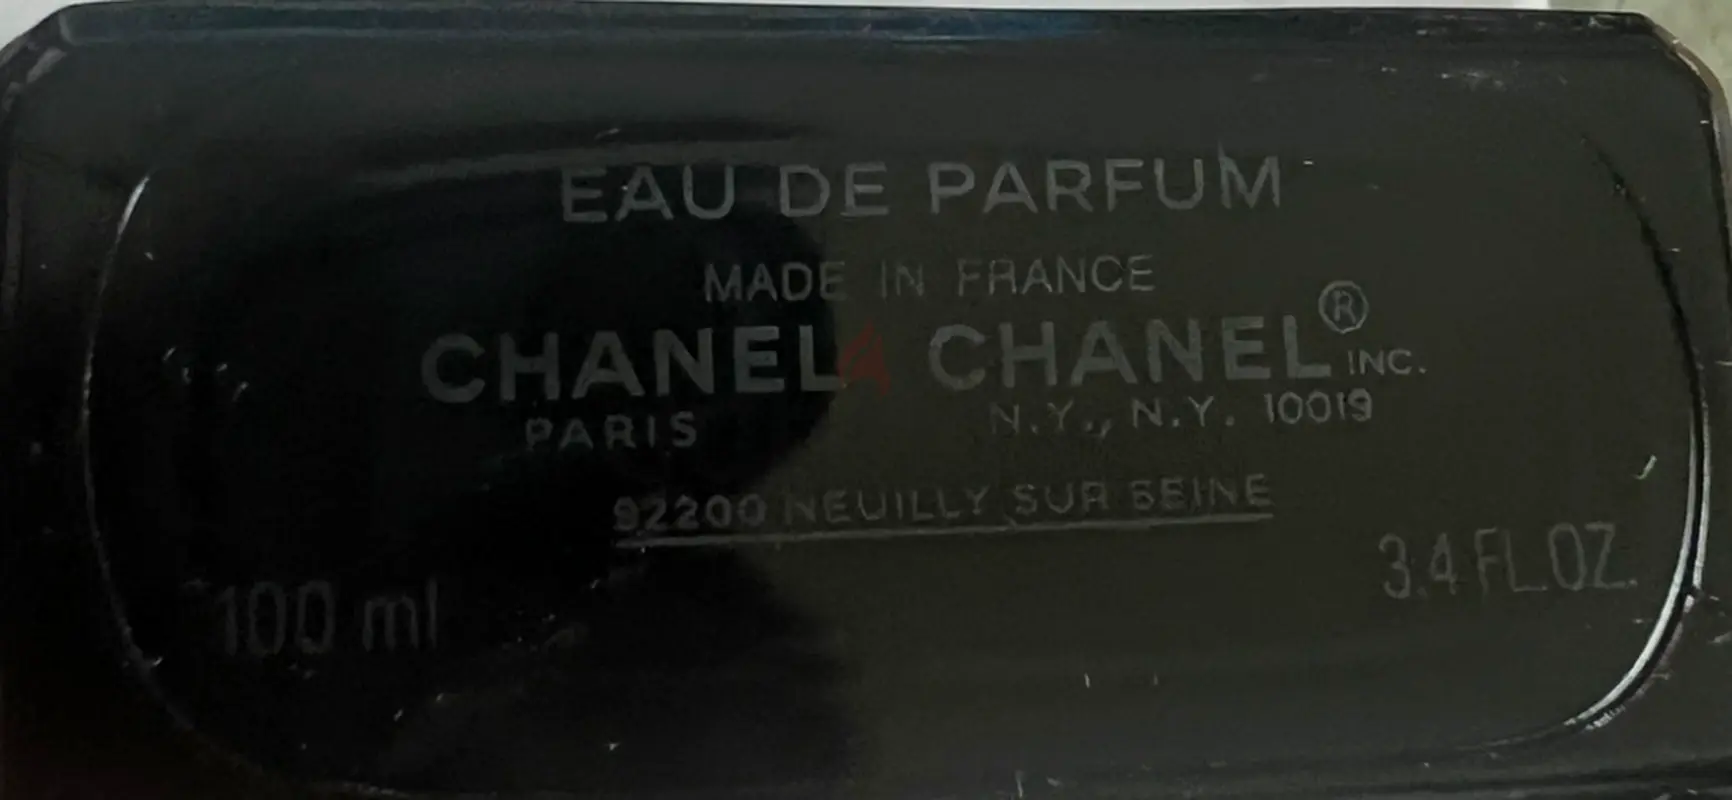 EAU DE PARFUM
MADE IN FRANCE
CHANEL CHANEL® INC.
PARIS N.Y., N.Y. 10019
92200 NEUILLY SUR SEINE
100 ml 3.4 FL.OZ.